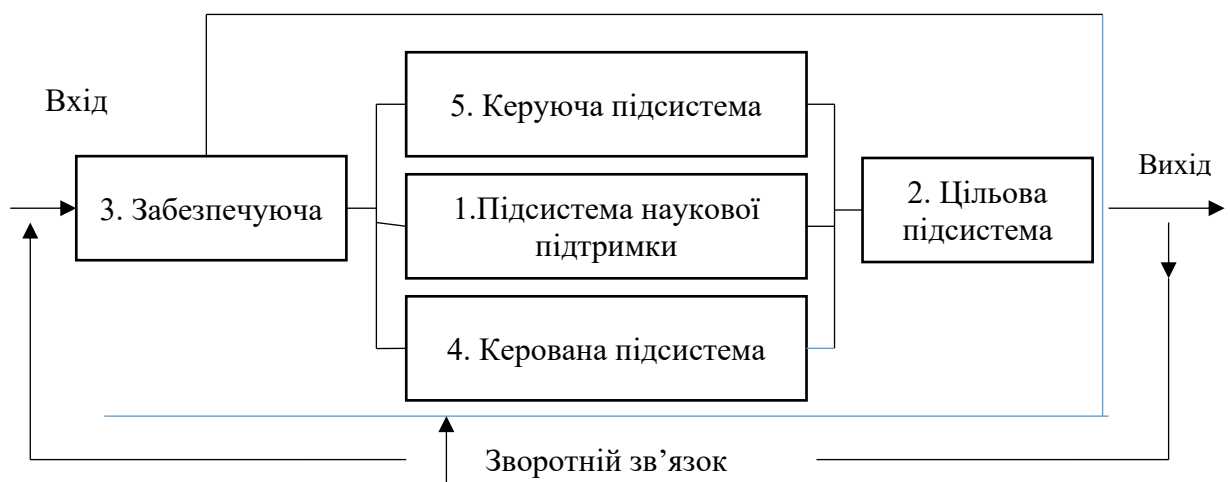 Вхід
5. Керуюча підсистема
3. Забезпечуюча
1.Підсистема наукової
підтримки
2. Цільова
підсистема
Вихід
4. Керована підсистема
Зворотній зв’язок